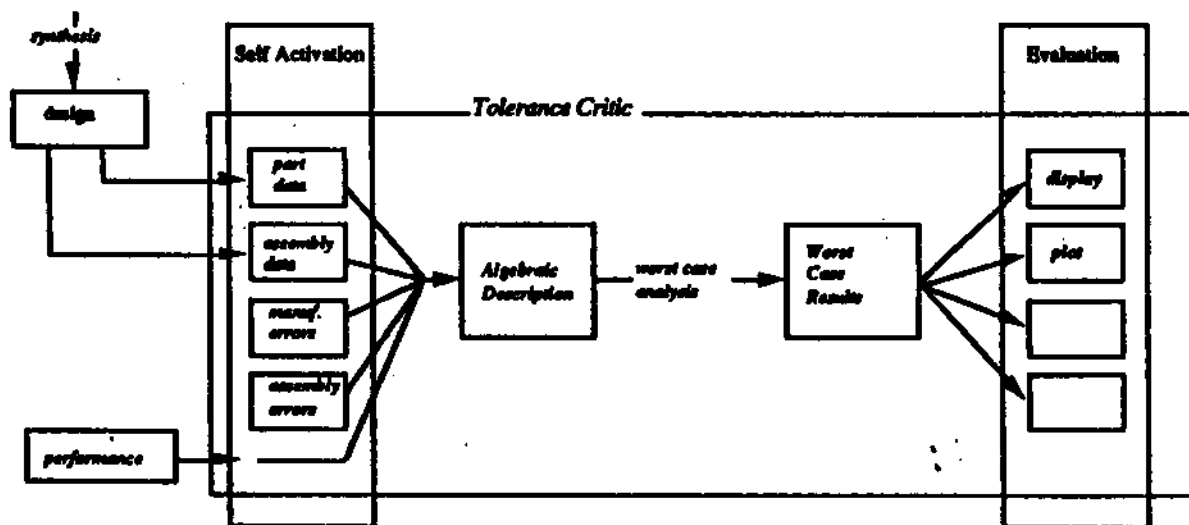 synthesis
design
Self Activation
Tolerance Critic
Evaluation
part
data
assembly
data
manuf.
errors
assembly
errors
performance
Algebraic
Description
worst case
analysis
Worst
Case
Results
display
plot